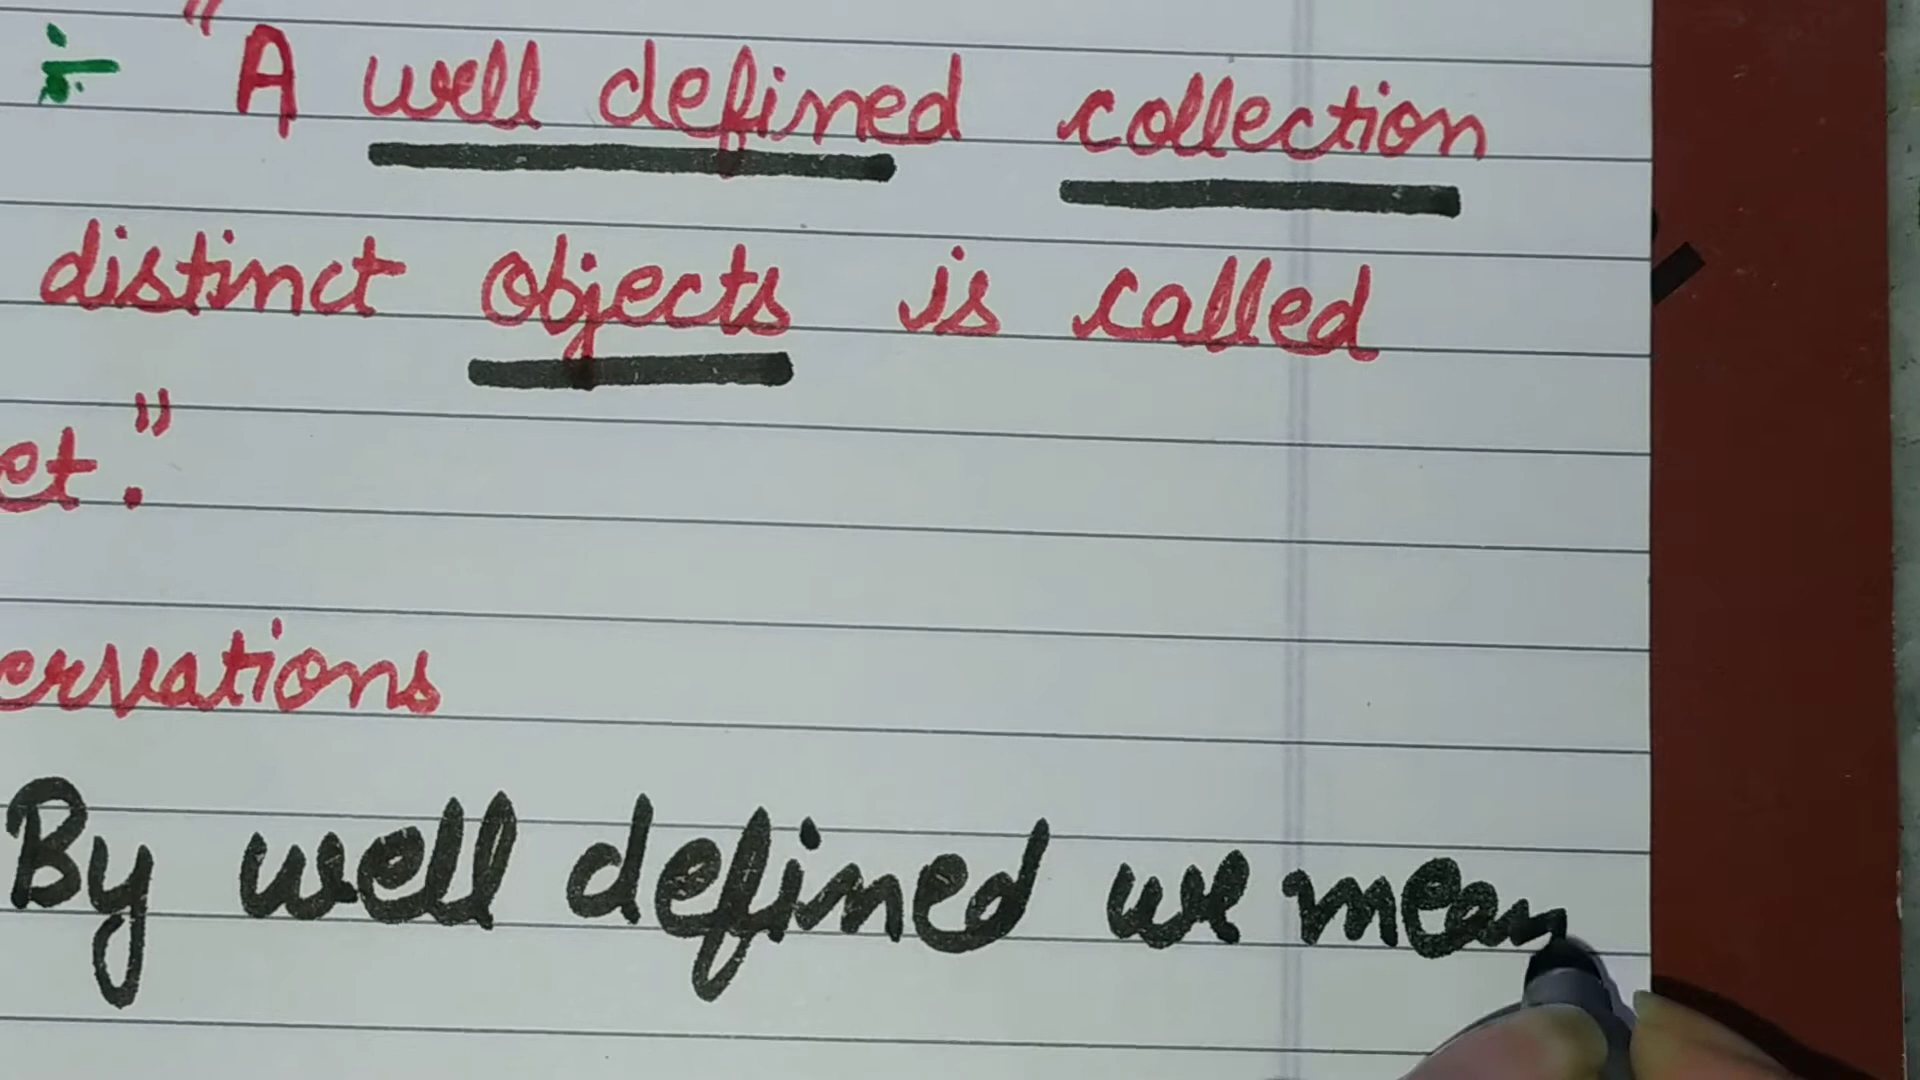 :- "A well defined collection
distinct objects is called
et."
ervations
By well defined we mean